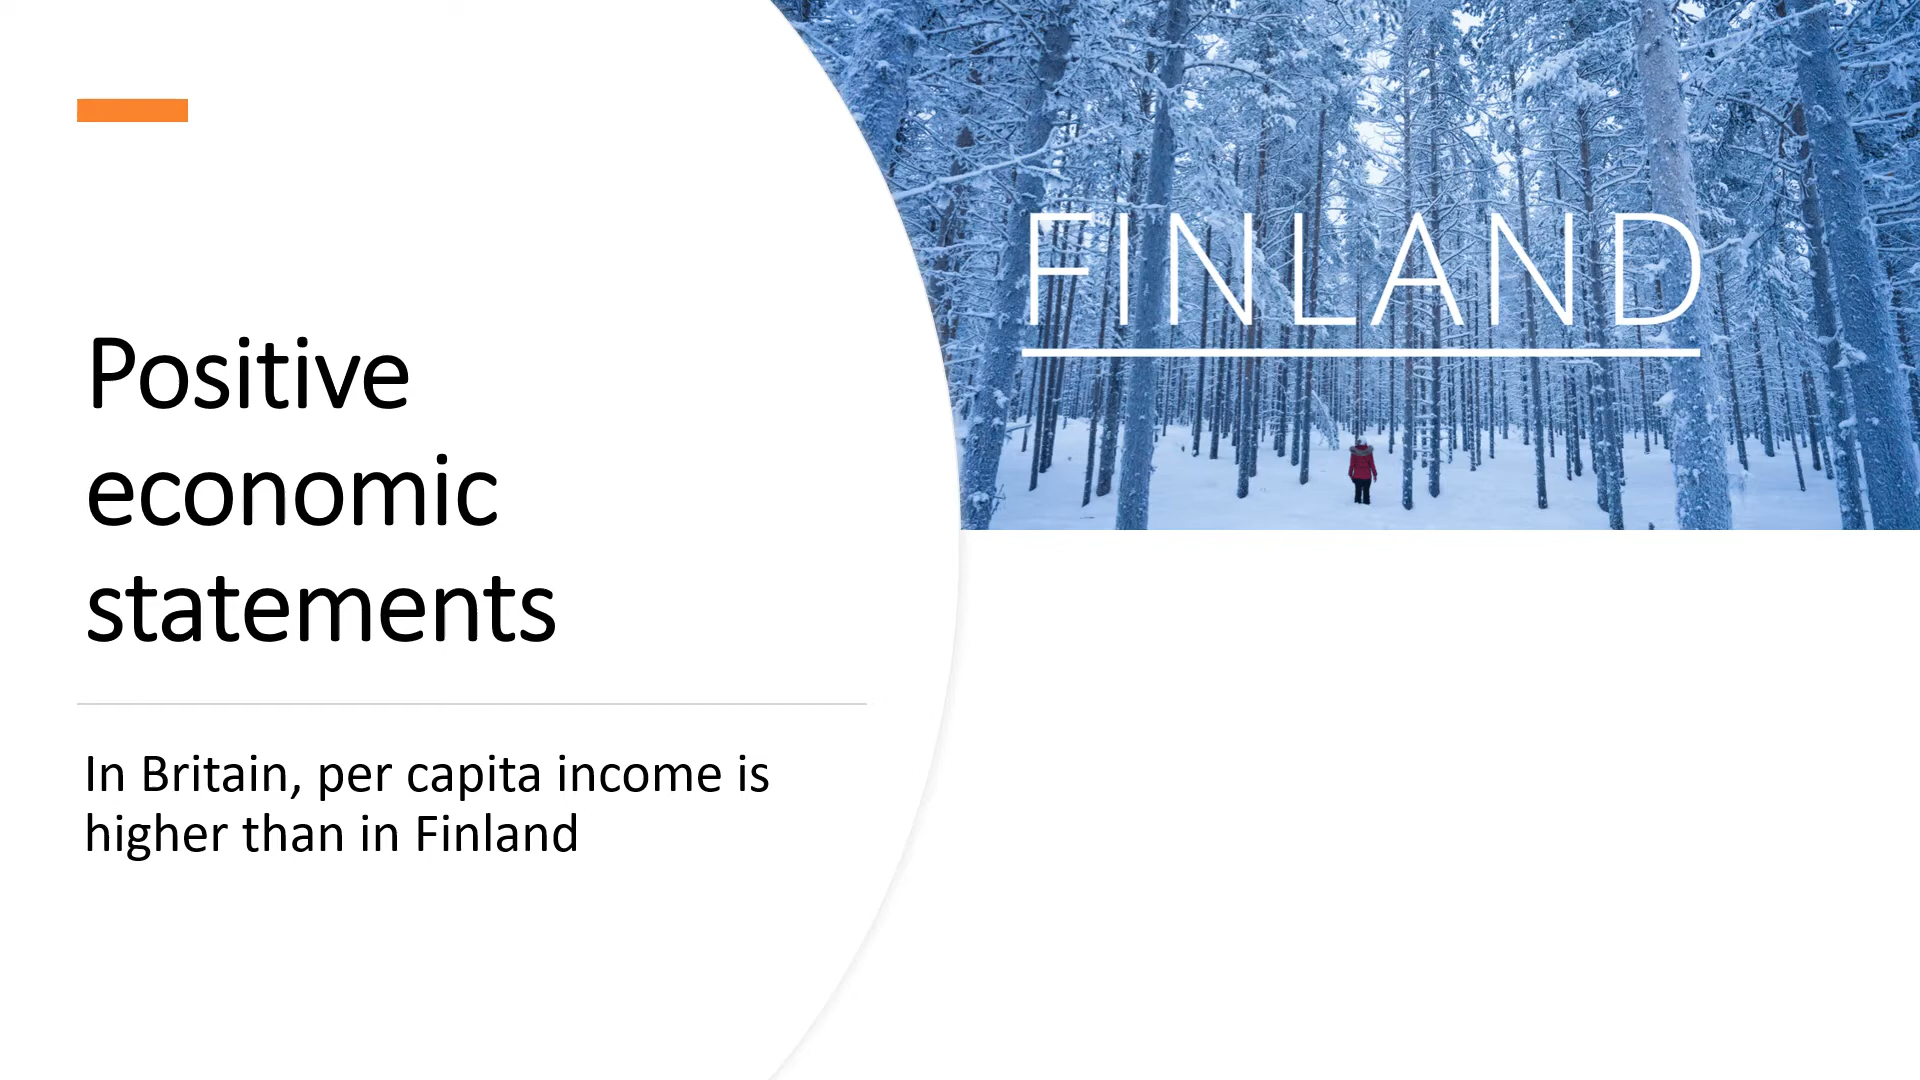 Positive
economic
statements
In Britain, per capita income is
higher than in Finland
FINLAND